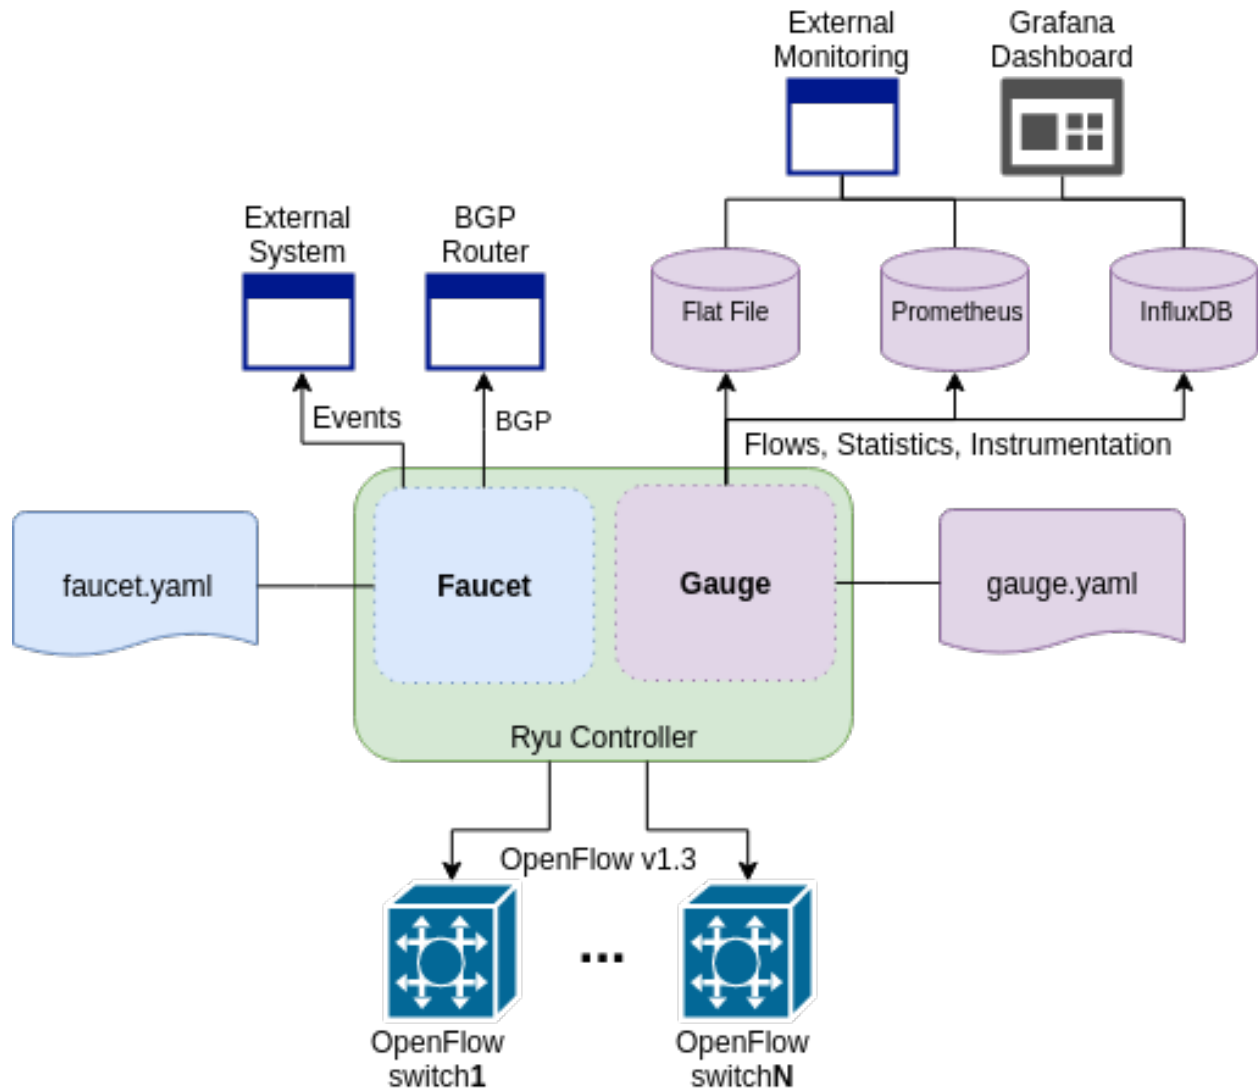 External
Monitoring
Grafana
Dashboard
External
System
BGP
Router
Flat File
Prometheus
InfluxDB
Events
BGP
Flows, Statistics, Instrumentation
faucet.yaml
Faucet
Gauge
gauge.yaml
Ryu Controller
OpenFlow v1.3
...
OpenFlow
switch1
OpenFlow
switchN